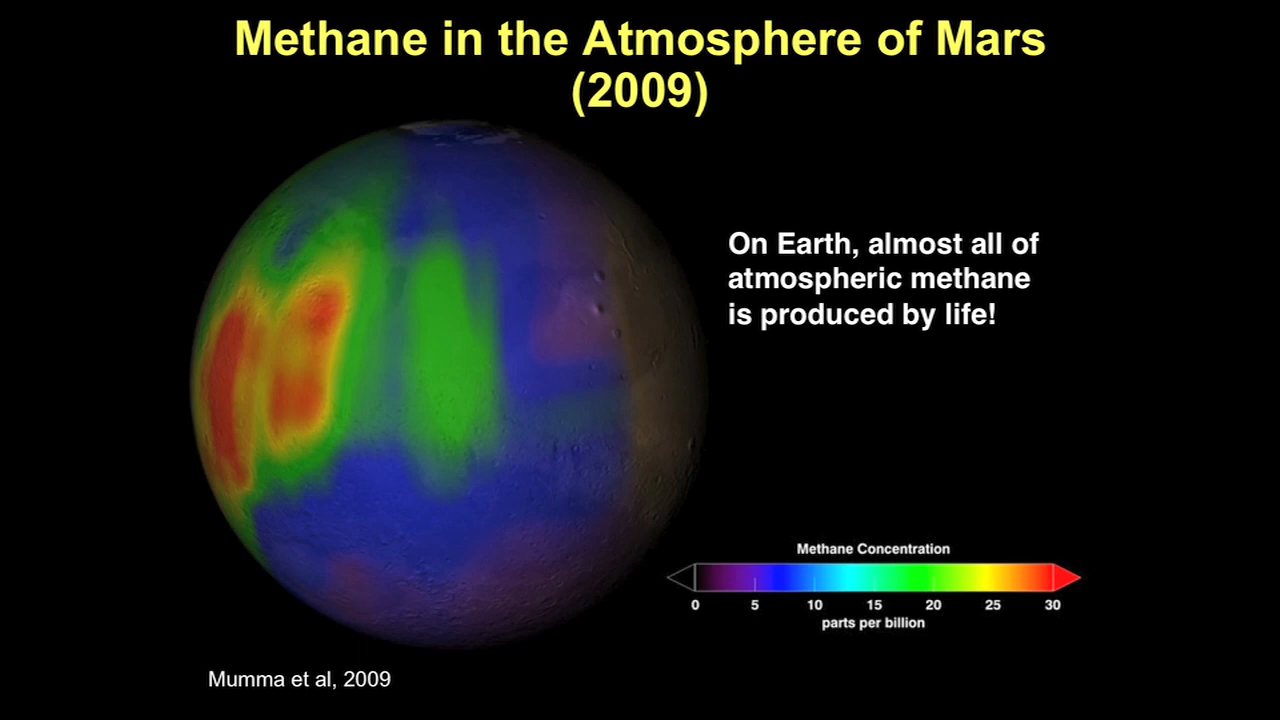 Methane in the Atmosphere of Mars
(2009)
On Earth, almost all of
atmospheric methane
is produced by life!
Methane Concentration
0 5 10 15 20 25 30
parts per billion
Mumma et al, 2009